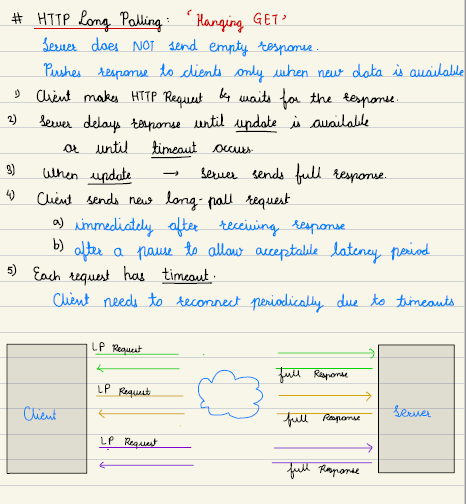 # HTTP Long Polling: 'Hanging GET'
Server does NOT send empty response.
Pushes response to clients only when new data is available
1) Client makes HTTP Request & waits for the response.
2) Server delays response until update is available
or until timeout occurs.
3) When update → Server sends full response.
4) Client sends new long-poll request
a) immediately after receiving response
b) after a pause to allow acceptable latency period
5) Each request has timeout.
Client needs to reconnect periodically due to timeouts
LP Request
full Response
LP Request
Client
full Response
Server
LP Request
full Response